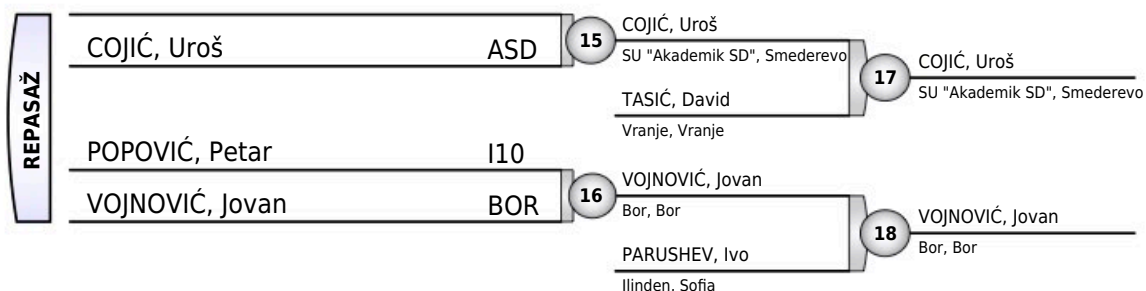 REPASAŽ
COJIĆ, Uroš ASD
POPOVIĆ, Petar I10
VOJNOVIĆ, Jovan BOR
15
COJIĆ, Uroš
SU "Akademik SD", Smederevo
TASIĆ, David
Vranje, Vranje
16
VOJNOVIĆ, Jovan
Bor, Bor
PARUSHEV, Ivo
Ilinden, Sofia
17
COJIĆ, Uroš
SU "Akademik SD", Smederevo
18
VOJNOVIĆ, Jovan
Bor, Bor